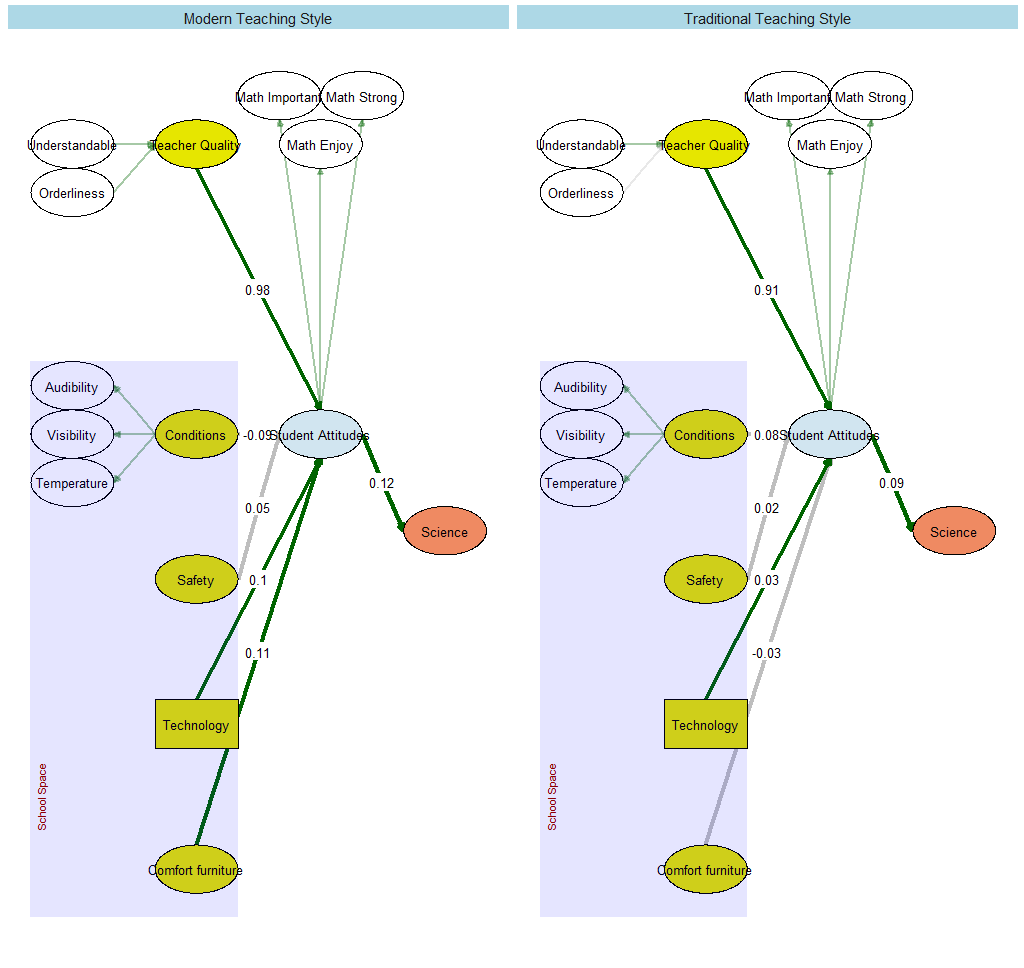 Modern Teaching Style
Math Important
Math Strong
Understandable
Teacher Quality
Math Enjoy
Orderliness
0.98
Audibility
Visibility
Conditions
-0.09
Student Attitudes
Temperature
0.12
0.05
Science
Safety
0.1
0.11
Technology
School Space
Comfort furniture
Traditional Teaching Style
Math Important
Math Strong
Understandable
Teacher Quality
Math Enjoy
Orderliness
0.91
Audibility
Visibility
Conditions
0.08
Student Attitudes
Temperature
0.09
0.02
Science
Safety
0.03
-0.03
Technology
School Space
Comfort furniture